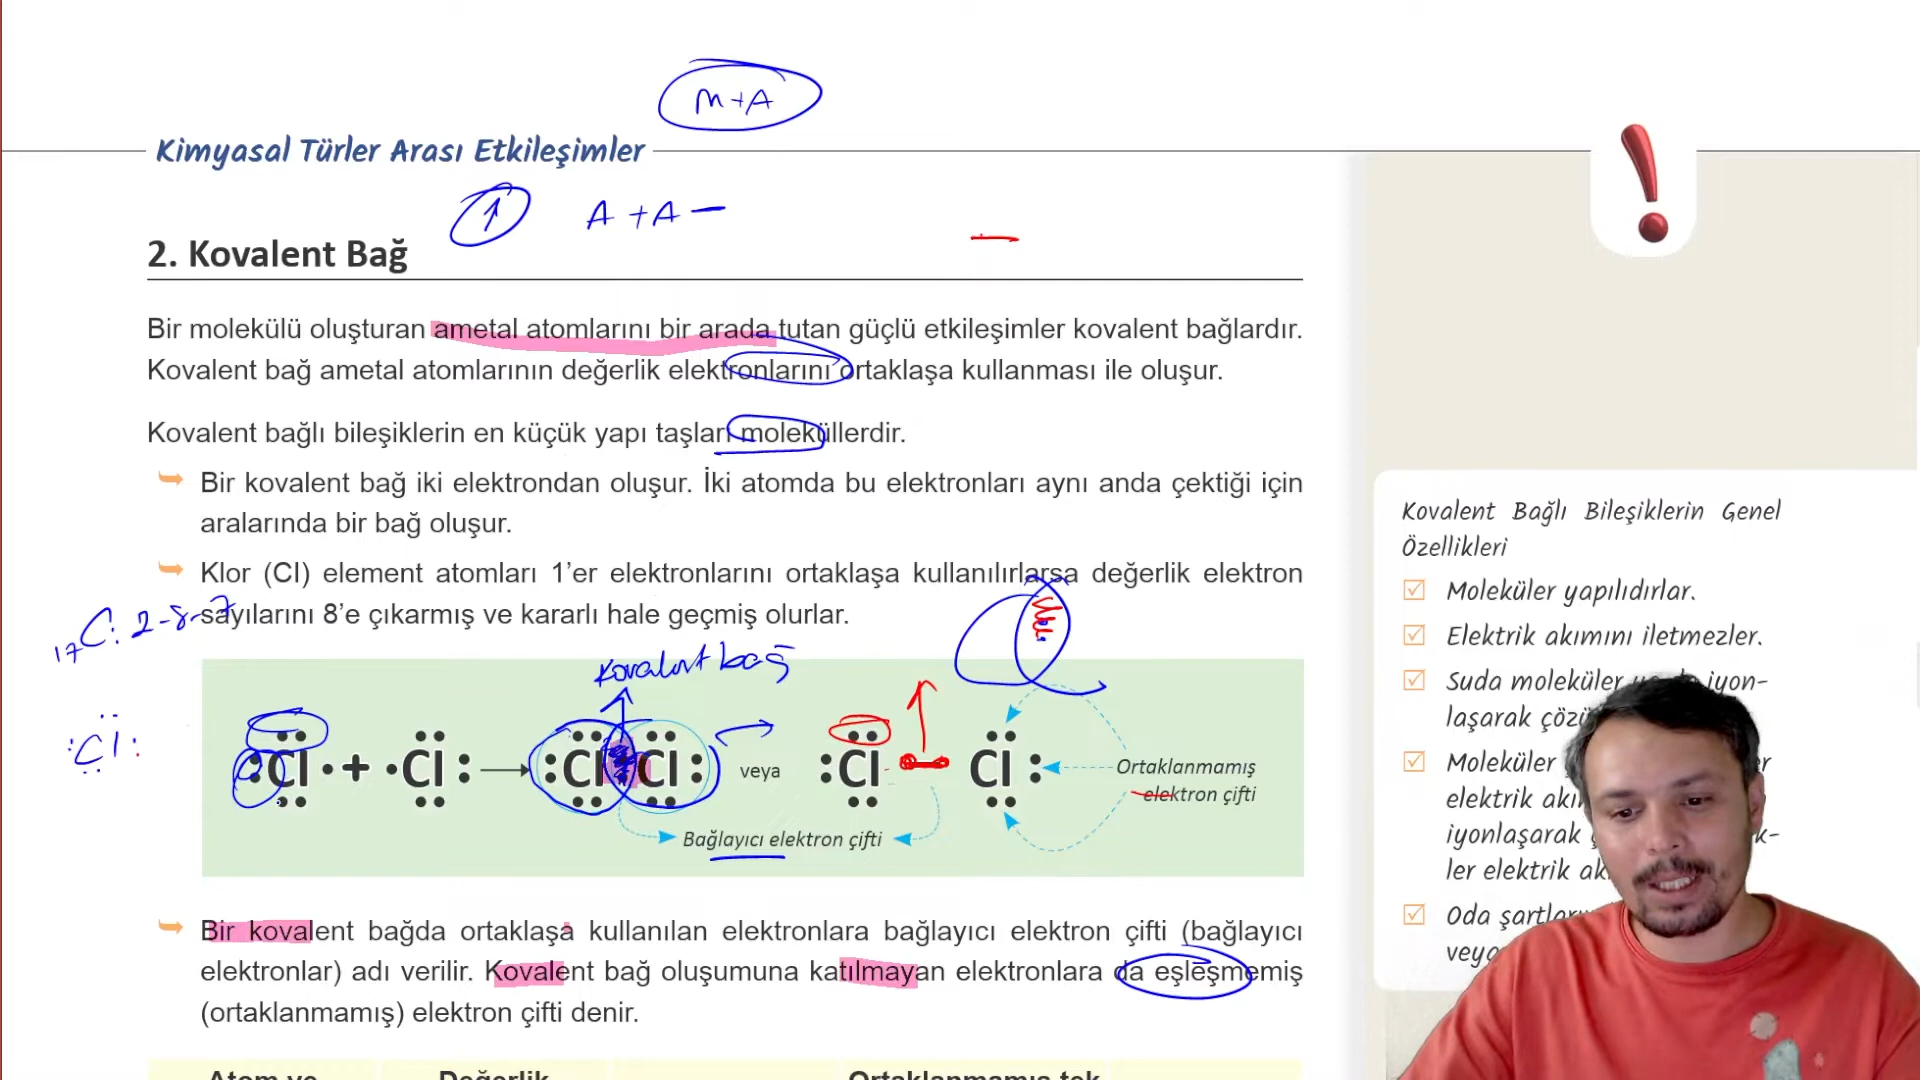 M+A
Kimyasal Türler Arası Etkileşimler
A + A
2. Kovalent Bağ
Bir molekülü oluşturan ametal atomlarını bir arada tutan güçlü etkileşimler kovalent bağlardır.
Kovalent bağ ametal atomlarının değerlik elektronlarını ortaklaşa kullanması ile oluşur.
Kovalent bağlı bileşiklerin en küçük yapı taşları moleküllerdir.
Bir kovalent bağ iki elektrondan oluşur. İki atomda bu elektronları aynı anda çektiği için
aralarında bir bağ oluşur.
Klor (Cl) element atomları 1’er elektronlarını ortaklaşa kullanılırlarsa değerlik elektron
sayılarını 8’e çıkarmış ve kararlı hale geçmiş olurlar.
17Cl: 2-8-7
Kovalent bağ
Cl
Cl + Cl → Cl Cl veya Cl Cl
Ortaklanmamış
elektron çifti
Bağlayıcı elektron çifti
Bir kovalent bağda ortaklaşa kullanılan elektronlara bağlayıcı elektron çifti (bağlayıcı
elektronlar) adı verilir. Kovalent bağ oluşumuna katılmayan elektronlara da eşleşmemiş
(ortaklanmamış) elektron çifti denir.
Atom ve Değerlik Ortaklanmamış tek
Kovalent Bağlı Bileşiklerin Genel
Özellikleri
Moleküler yapılıdırlar.
Elektrik akımını iletmezler.
Suda moleküler iyon-
laşarak
Moleküler
elektrik
iyonlaşarak
ler elektrik
Oda